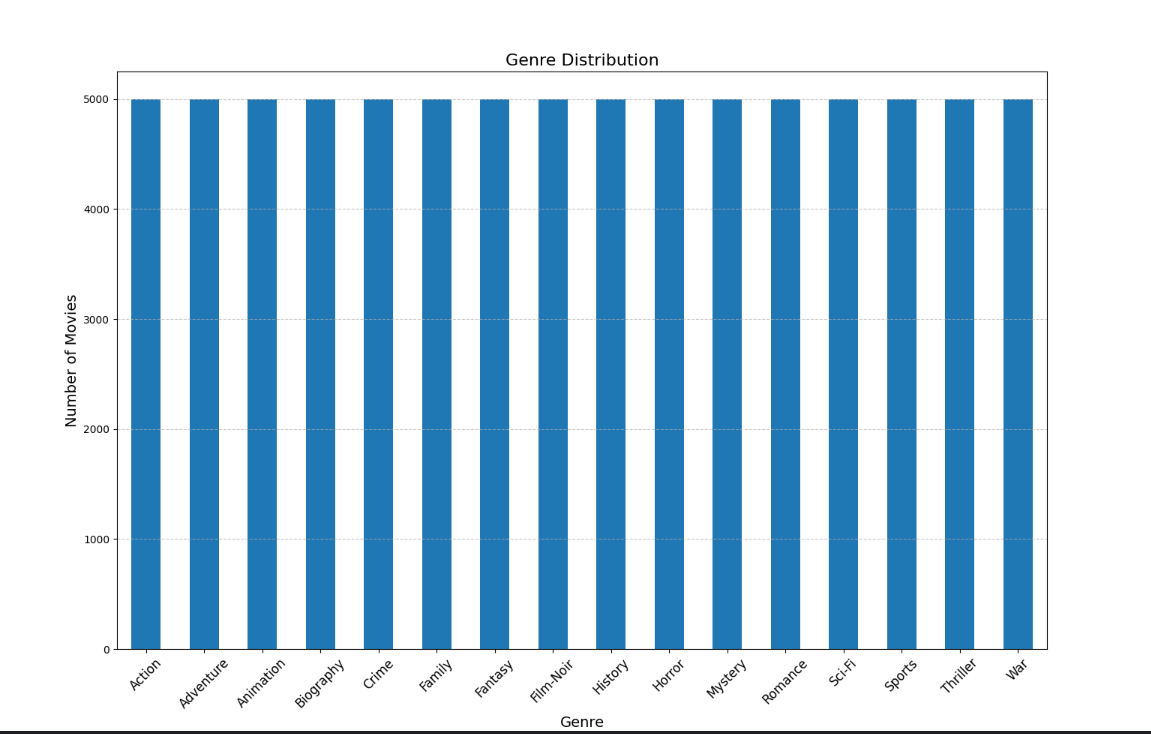 Genre Distribution
Number of Movies
5000
4000
3000
2000
1000
0
Action
Adventure
Animation
Biography
Crime
Family
Fantasy
Film-Noir
History
Horror
Mystery
Romance
Sci-Fi
Sports
Thriller
War
Genre